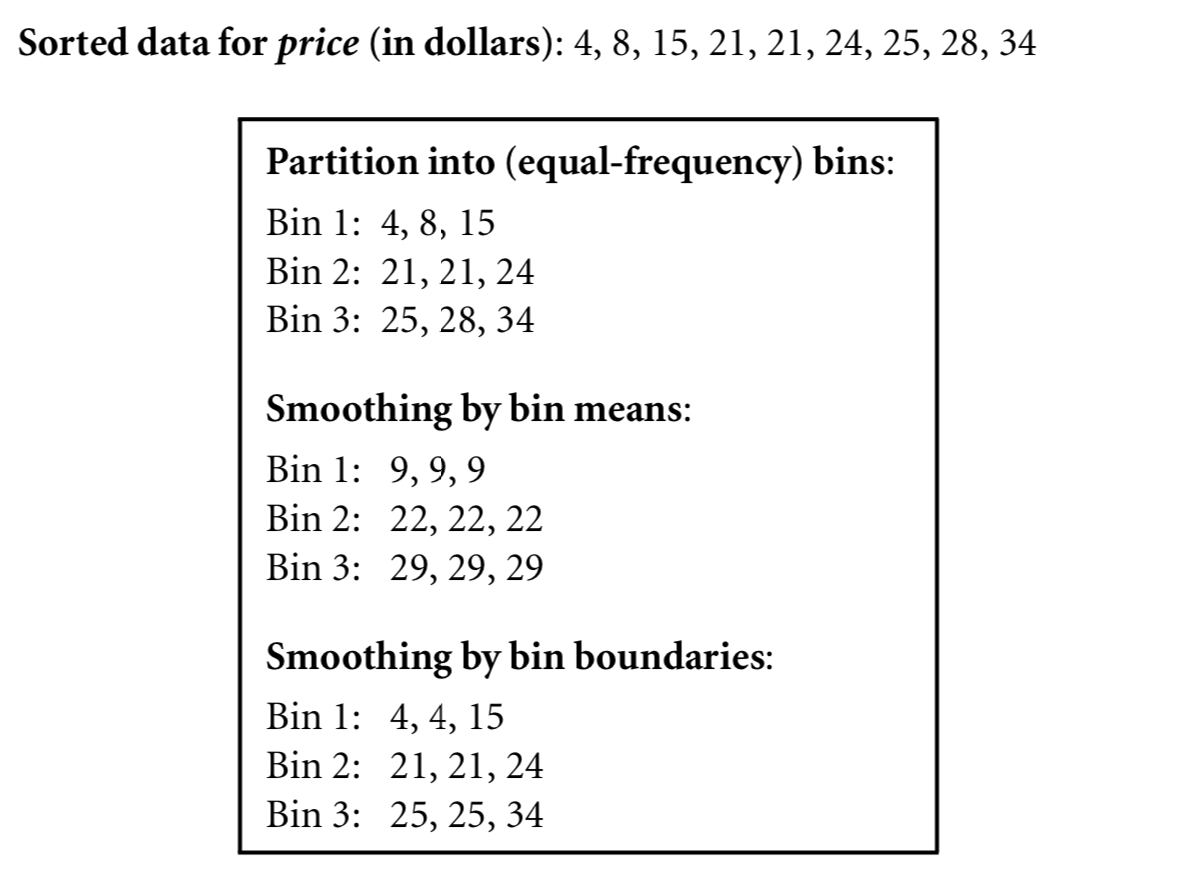 Sorted data for price (in dollars): 4, 8, 15, 21, 21, 24, 25, 28, 34
Partition into (equal-frequency) bins:
Bin 1: 4, 8, 15
Bin 2: 21, 21, 24
Bin 3: 25, 28, 34
Smoothing by bin means:
Bin 1: 9, 9, 9
Bin 2: 22, 22, 22
Bin 3: 29, 29, 29
Smoothing by bin boundaries:
Bin 1: 4, 4, 15
Bin 2: 21, 21, 24
Bin 3: 25, 25, 34